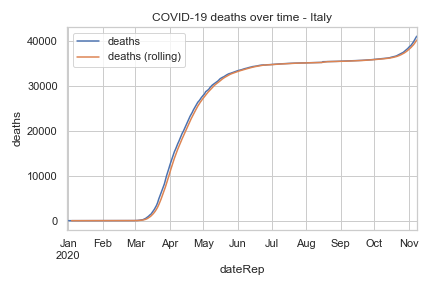 COVID-19 deaths over time - Italy
deaths
deaths (rolling)
40000
30000
20000
10000
0
deaths
Jan Feb Mar Apr May Jun Jul Aug Sep Oct Nov
2020
dateRep